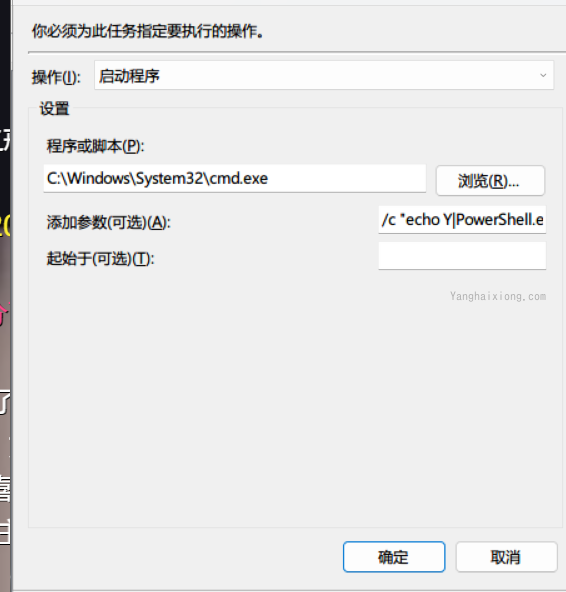 你必须为此任务指定要执行的操作。
操作(I): 启动程序
设置
程序或脚本(P):
C:\Windows\System32\cmd.exe 浏览(R)...
添加参数(可选)(A): /c "echo Y|PowerShell.e
起始于(可选)(T):
Yanghaixiong.com
确定 取消